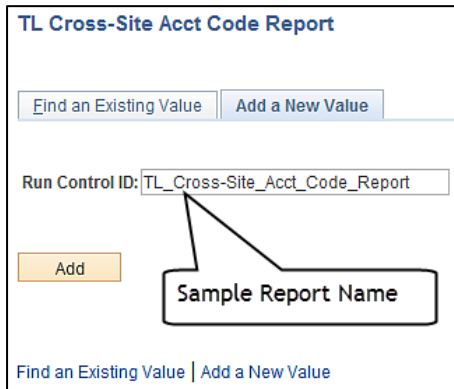 TL Cross-Site Acct Code Report
Find an Existing Value Add a New Value
Run Control ID: TL_Cross-Site_Acct_Code_Report
Add
Sample Report Name
Find an Existing Value | Add a New Value